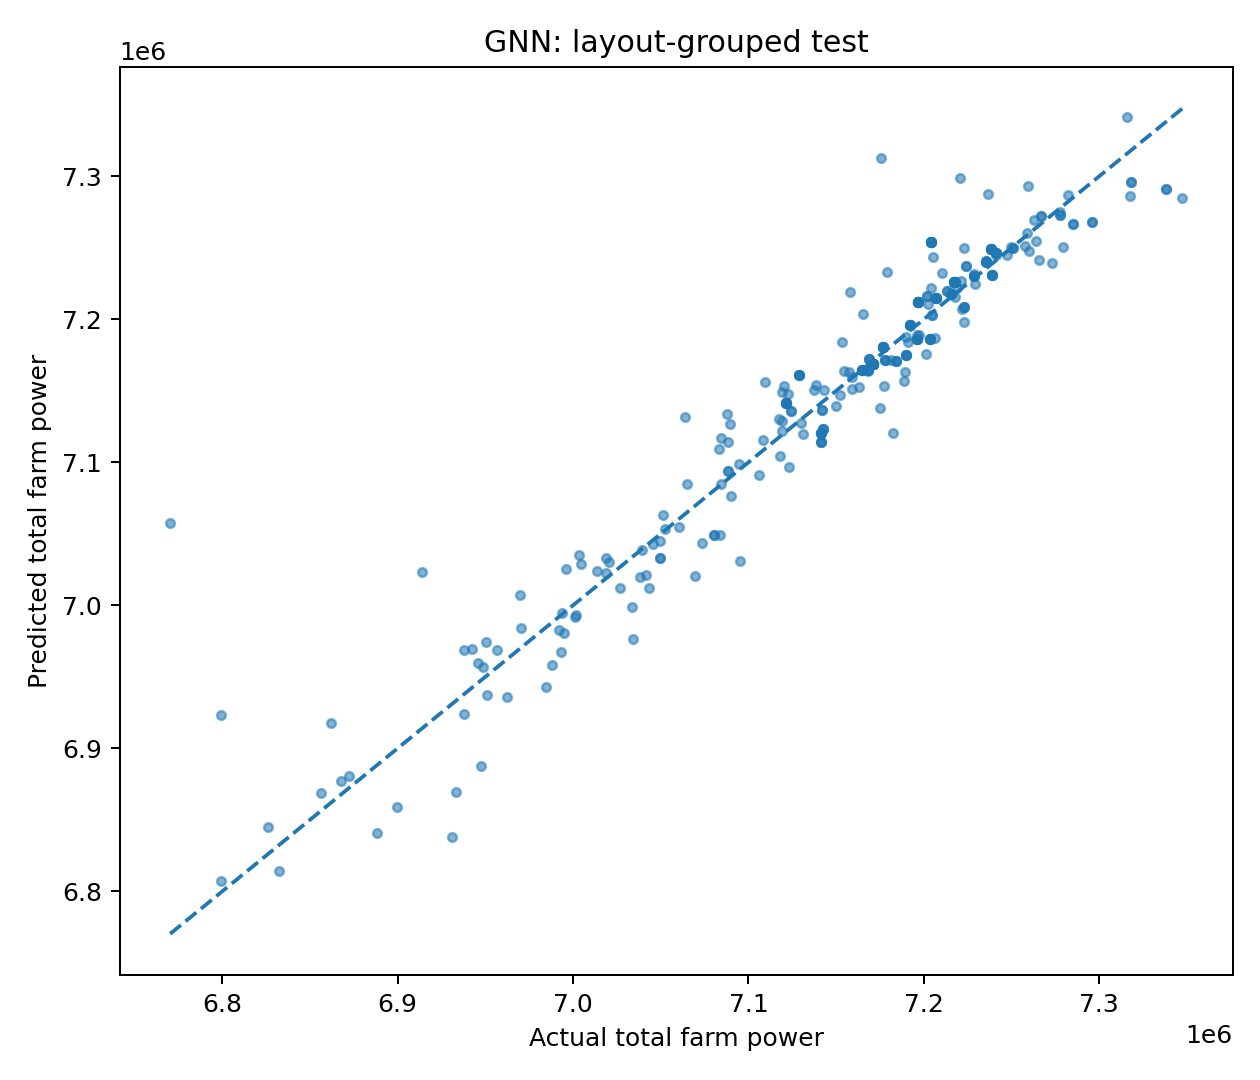 GNN: layout-grouped test
1e6
7.3
7.2
7.1
7.0
6.9
6.8
Predicted total farm power
6.8 6.9 7.0 7.1 7.2 7.3
Actual total farm power
1e6